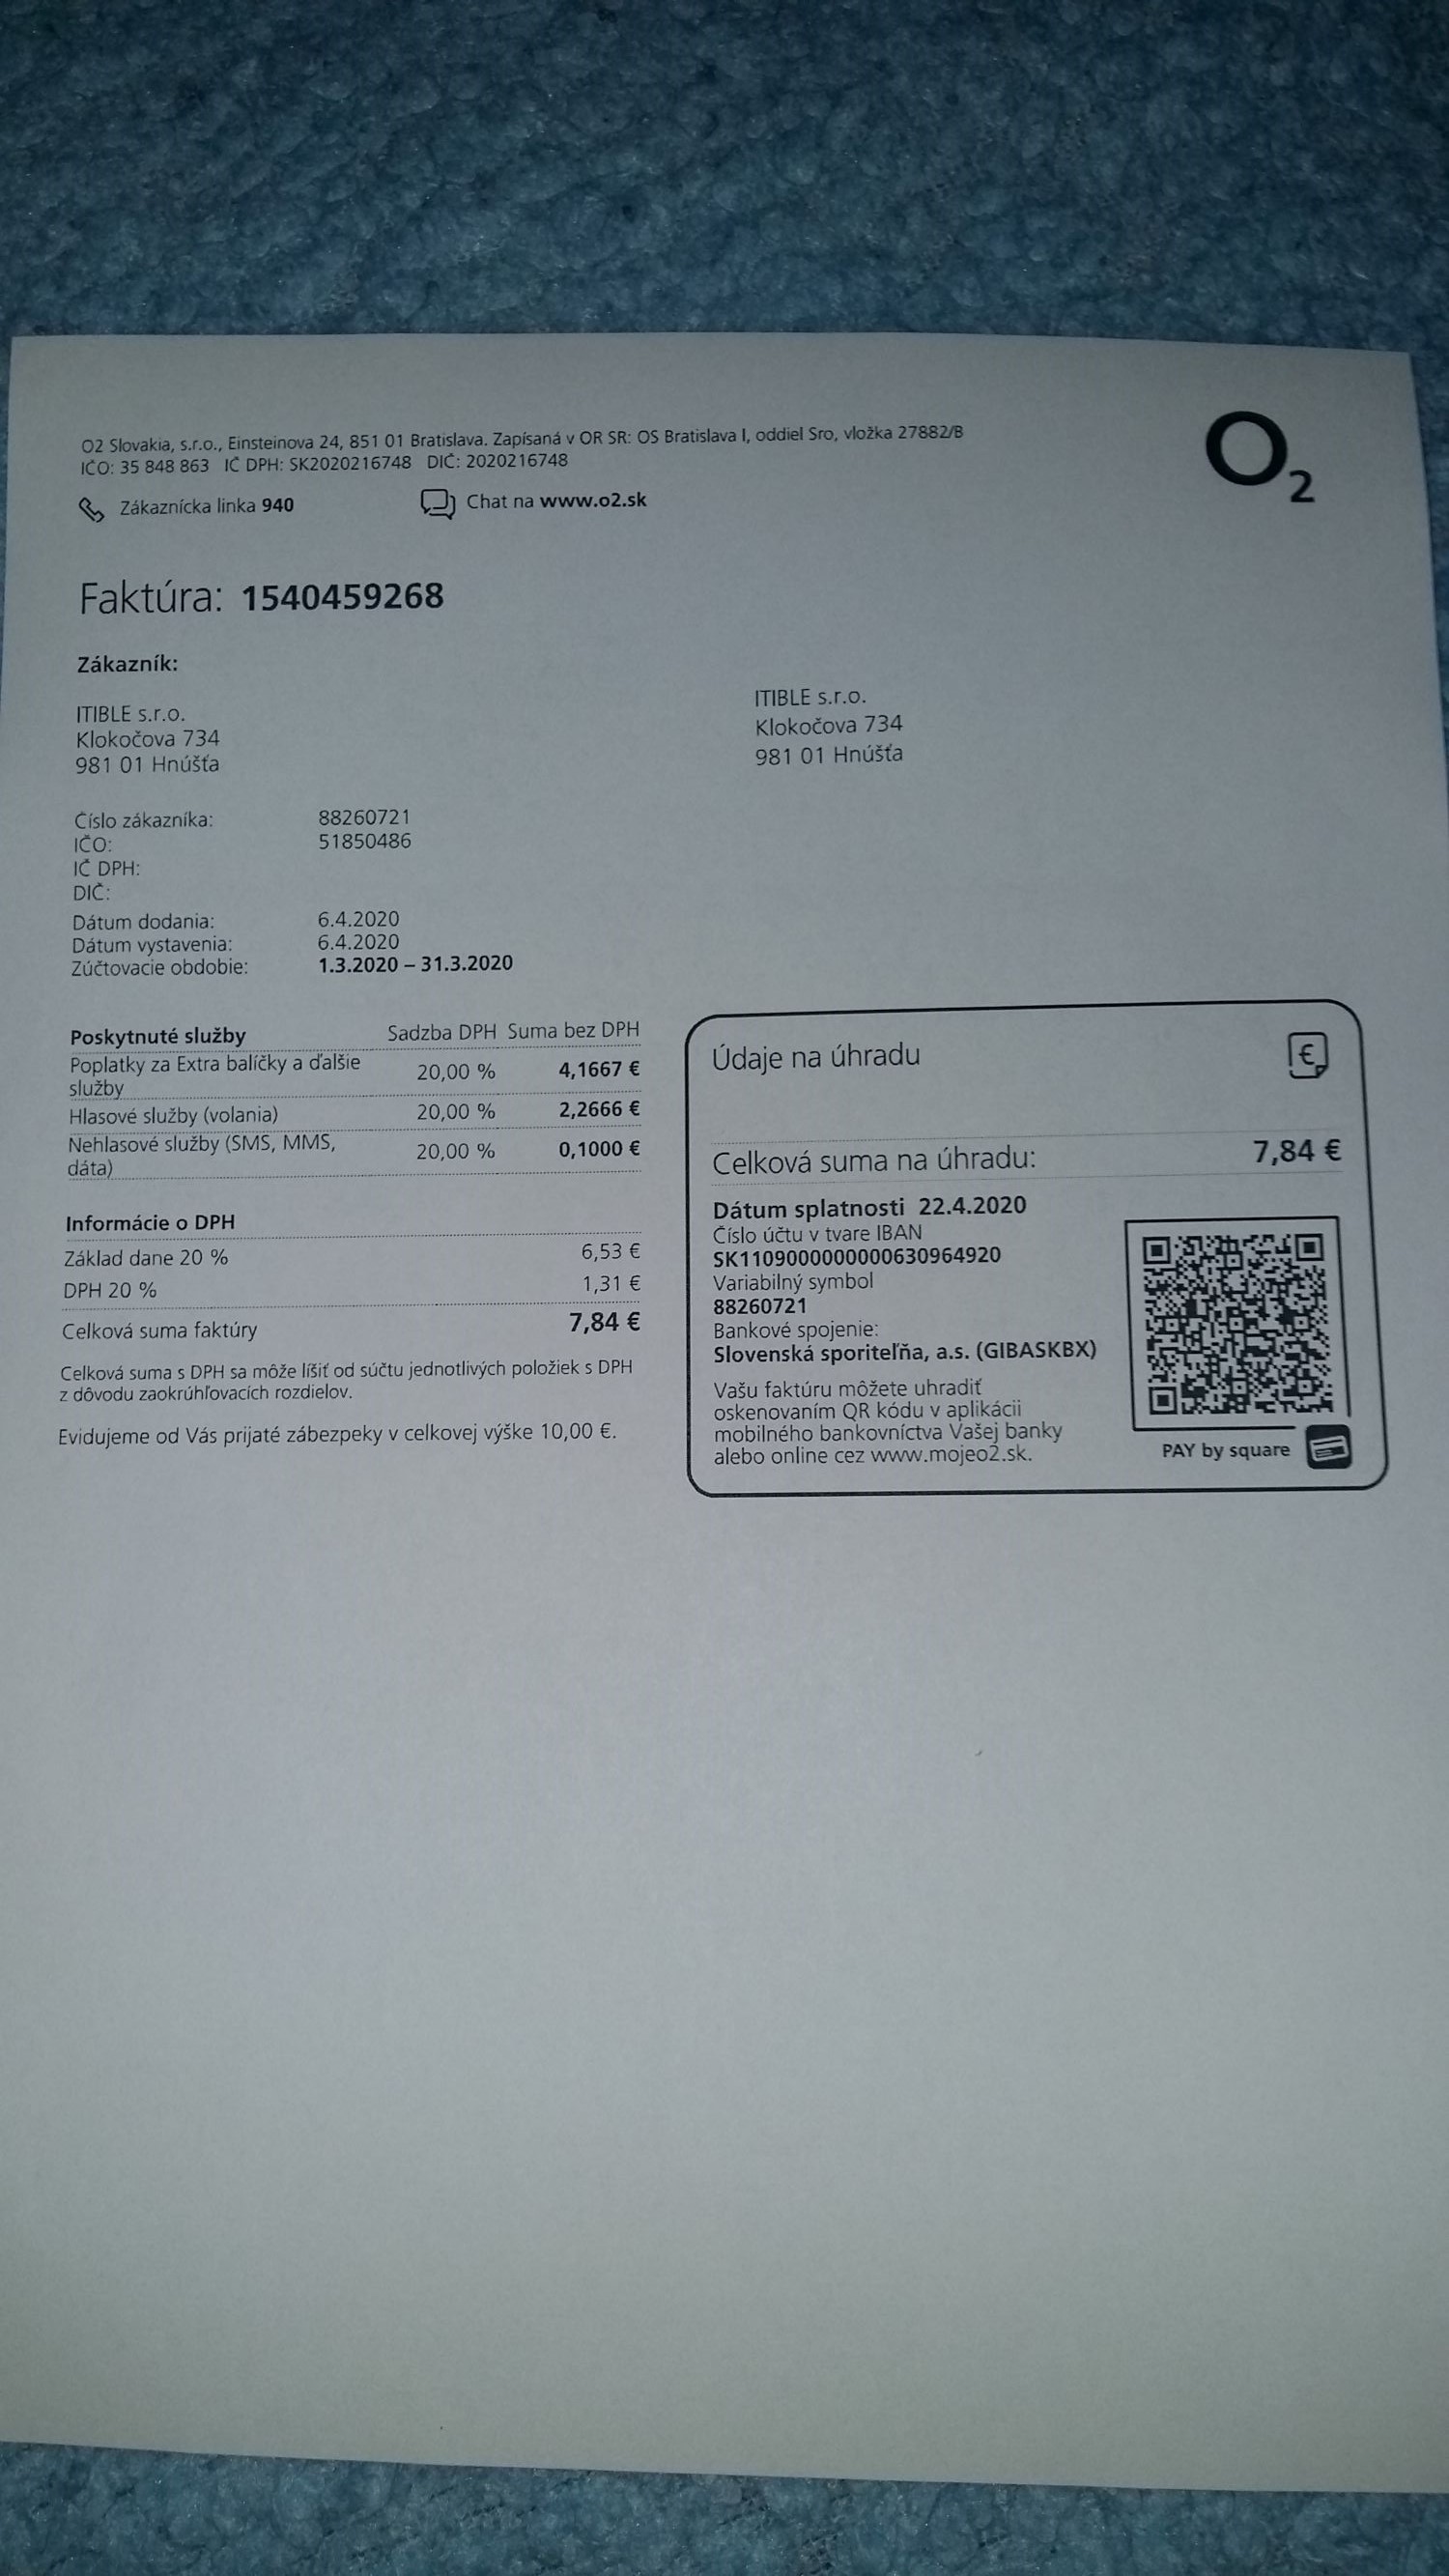 O2
O2 Slovakia, s.r.o., Einsteinova 24, 851 01 Bratislava. Zapísaná v OR SR: OS Bratislava I, oddiel Sro, vložka 27882/B
IČO: 35 848 863 IČ DPH: SK2020216748 DIČ: 2020216748
Zákaznícka linka 940 Chat na www.o2.sk
Faktúra: 1540459268
Zákazník:
ITIBLE s.r.o.
Klokočova 734
981 01 Hnúšťa
ITIBLE s.r.o.
Klokočova 734
981 01 Hnúšťa
Číslo zákazníka: 88260721
IČO: 51850486
IČ DPH:
DIČ:
Dátum dodania: 6.4.2020
Dátum vystavenia: 6.4.2020
Zúčtovacie obdobie: 1.3.2020 – 31.3.2020
Poskytnuté služby Sadzba DPH Suma bez DPH
Poplatky za Extra balíčky a ďalšie
služby 20,00 % 4,1667 €
Hlasové služby (volania) 20,00 % 2,2666 €
Nehlasové služby (SMS, MMS,
dáta) 20,00 % 0,1000 €
Informácie o DPH
Základ dane 20 % 6,53 €
DPH 20 % 1,31 €
Celková suma faktúry 7,84 €
Celková suma s DPH sa môže líšiť od súčtu jednotlivých položiek s DPH
z dôvodu zaokrúhľovacích rozdielov.
Evidujeme od Vás prijaté zábezpeky v celkovej výške 10,00 €.
Údaje na úhradu €
Celková suma na úhradu: 7,84 €
Dátum splatnosti 22.4.2020
Číslo účtu v tvare IBAN
SK1109000000000630964920
Variabilný symbol
88260721
Bankové spojenie:
Slovenská sporiteľňa, a.s. (GIBASKBX)
Vašu faktúru môžete uhradiť
oskenovaním QR kódu v aplikácii
mobilného bankovníctva Vašej banky
alebo online cez www.mojeo2.sk.
PAY by square